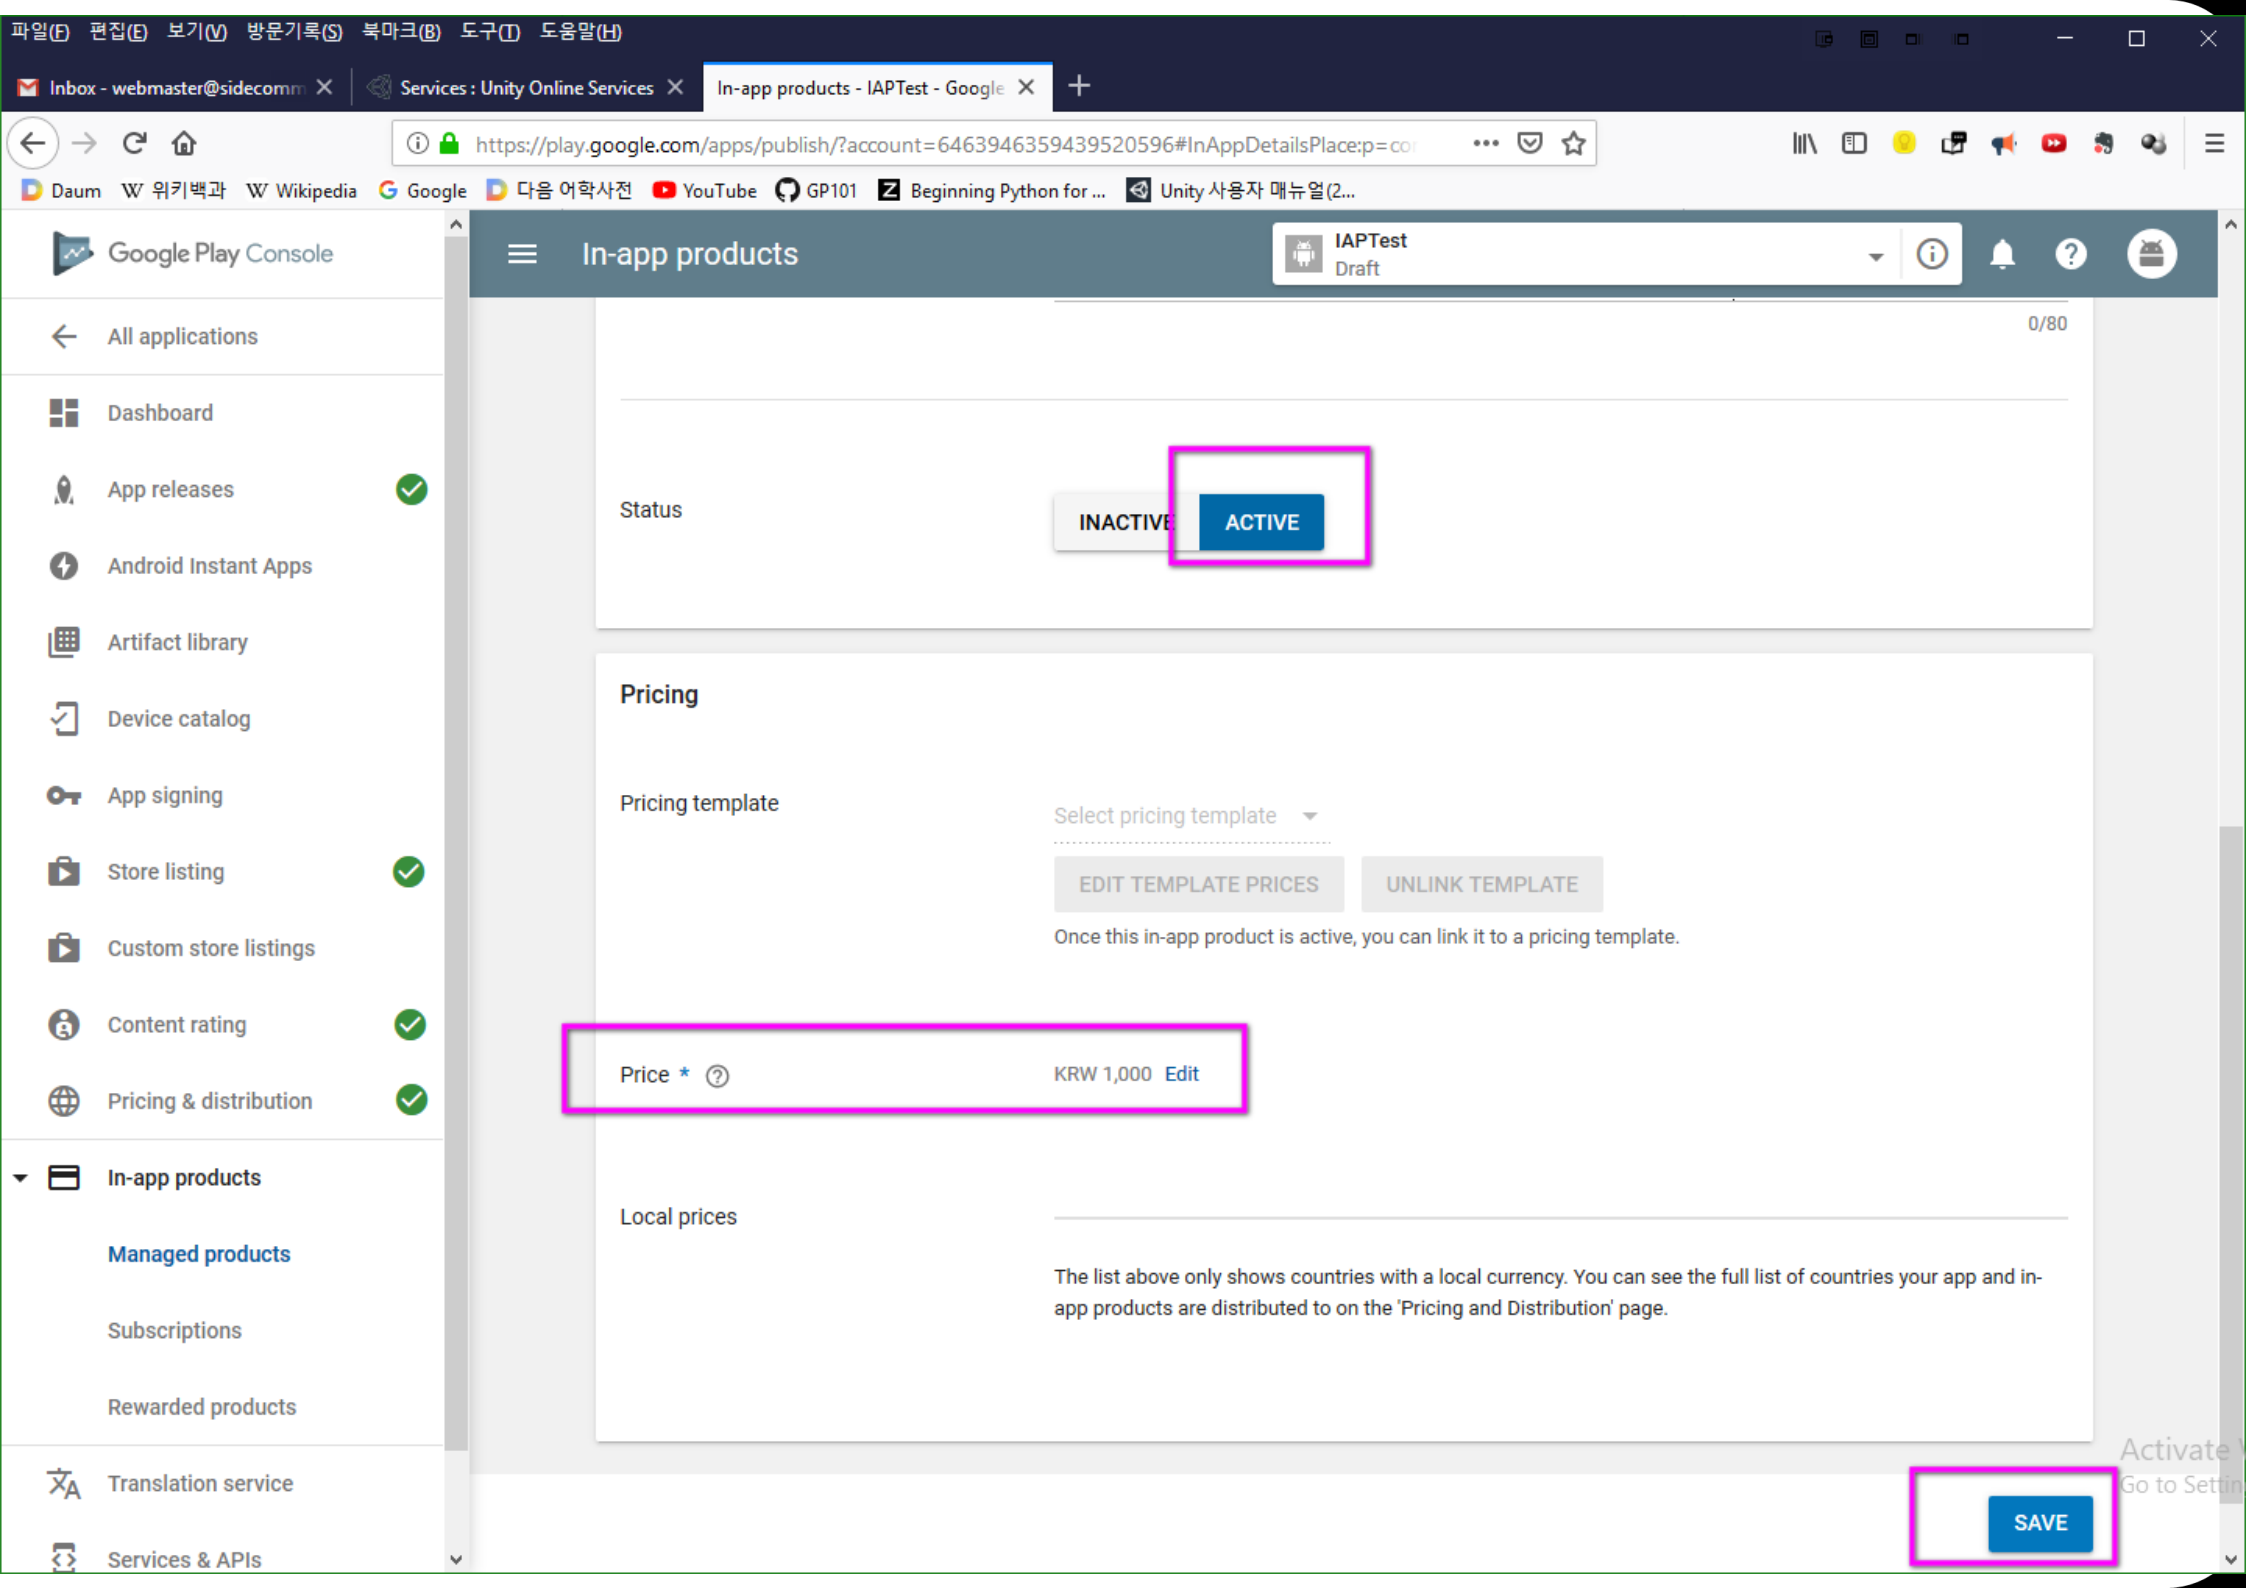 파일(F) 편집(E) 보기(V) 방문기록(S) 북마크(B) 도구(T) 도움말(H)
Inbox - webmaster@sidecomm
Services : Unity Online Services
In-app products - IAPTest - Google
https://play.google.com/apps/publish/?account=6463946359439520596#InAppDetailsPlace:p=co
Daum 위키백과 Wikipedia Google 다음 어학사전 YouTube GP101 Beginning Python for ... Unity 사용자 매뉴얼(2...
Google Play Console
In-app products
IAPTest
Draft
All applications
0/80
Dashboard
App releases
Android Instant Apps
Artifact library
Device catalog
App signing
Store listing
Custom store listings
Content rating
Pricing & distribution
In-app products
Managed products
Subscriptions
Rewarded products
Translation service
Services & APIs
Status
INACTIVE ACTIVE
Pricing
Pricing template
Select pricing template
EDIT TEMPLATE PRICES UNLINK TEMPLATE
Once this in-app product is active, you can link it to a pricing template.
Price * KRW 1,000 Edit
Local prices
The list above only shows countries with a local currency. You can see the full list of countries your app and in-
app products are distributed to on the 'Pricing and Distribution' page.
Activate
Go to Settin
SAVE